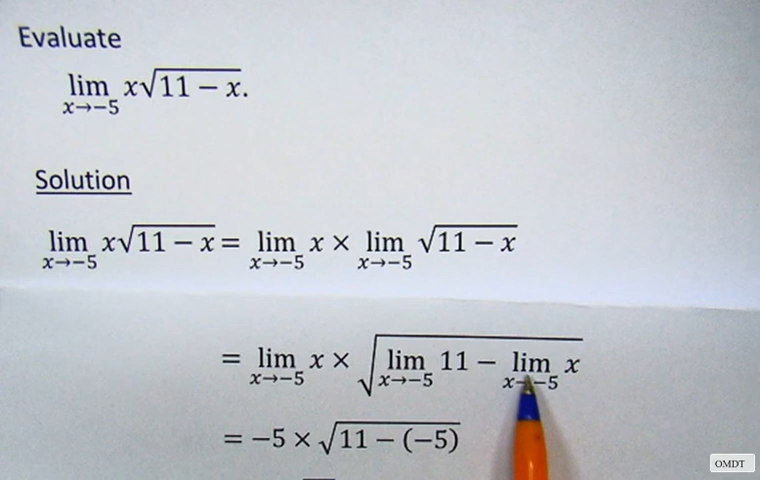 Evaluate
lim x→−5 x√(11 − x).
Solution
lim x→−5 x√(11 − x) = lim x→−5 x × lim x→−5 √(11 − x)
= lim x→−5 x × √(lim x→−5 11 − lim x→−5 x)
= −5 × √(11 − (−5))
OMDT